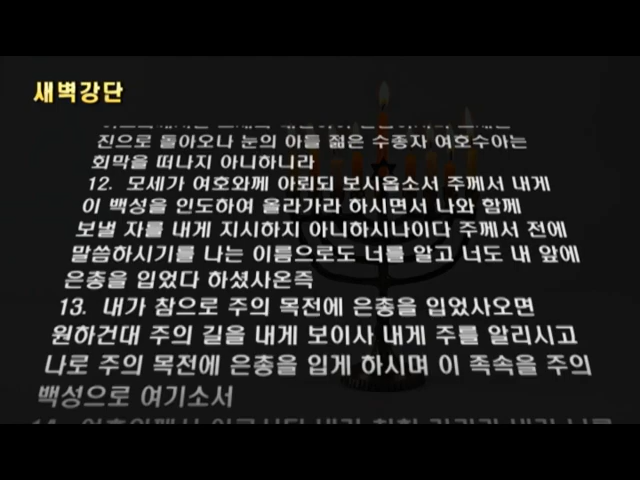 새벽강단
진으로 돌아오나 눈의 아들 젊은 수종자 여호수아는
회막을 떠나지 아니하니라
12. 모세가 여호와께 아뢰되 보시옵소서 주께서 내게
이 백성을 인도하여 올라가라 하시면서 나와 함께
보낼 자를 내게 지시하지 아니하시나이다 주께서 전에
말씀하시기를 나는 이름으로도 너를 알고 너도 내 앞에
은총을 입었다 하셨사온즉
13. 내가 참으로 주의 목전에 은총을 입었사오면
원하건대 주의 길을 내게 보이사 내게 주를 알리시고
나로 주의 목전에 은총을 입게 하시며 이 족속을 주의
백성으로 여기소서